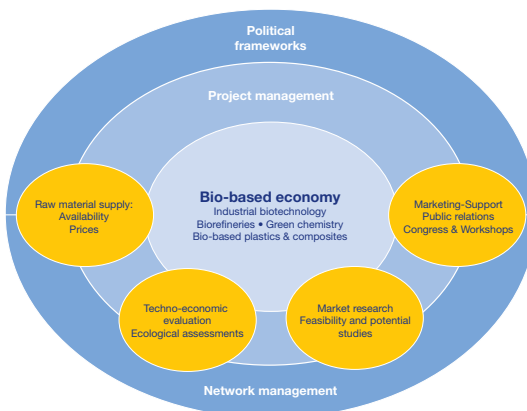 Political
frameworks
Project management
Bio-based economy
Industrial biotechnology
Biorefineries • Green chemistry
Bio-based plastics & composites
Raw material supply:
Availability
Prices
Marketing-Support
Public relations
Congress & Workshops
Techno-economic
evaluation
Ecological assessments
Market research
Feasibility and potential
studies
Network management